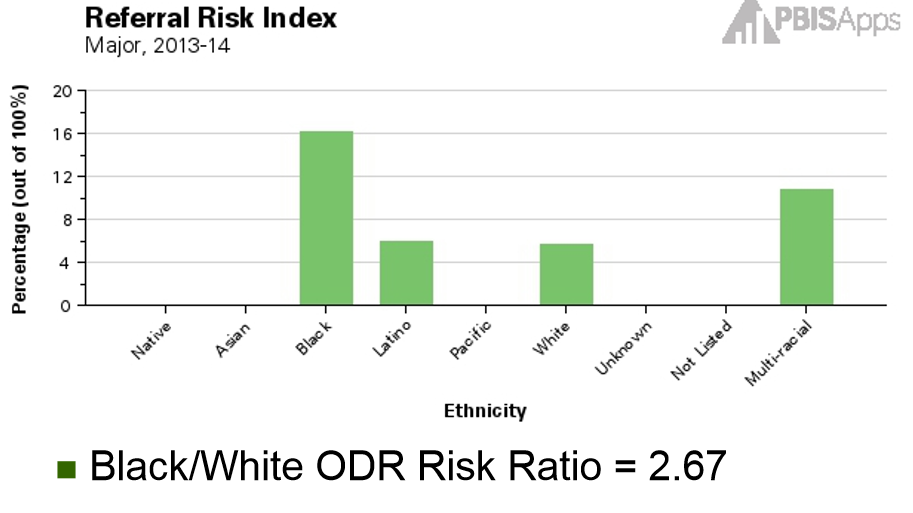 Referral Risk Index
Major, 2013-14
PBISApps
Percentage (out of 100%)
20
16
12
8
4
0
Native
Asian
Black
Latino
Pacific
White
Unknown
Not Listed
Multi-racial
Ethnicity
Black/White ODR Risk Ratio = 2.67